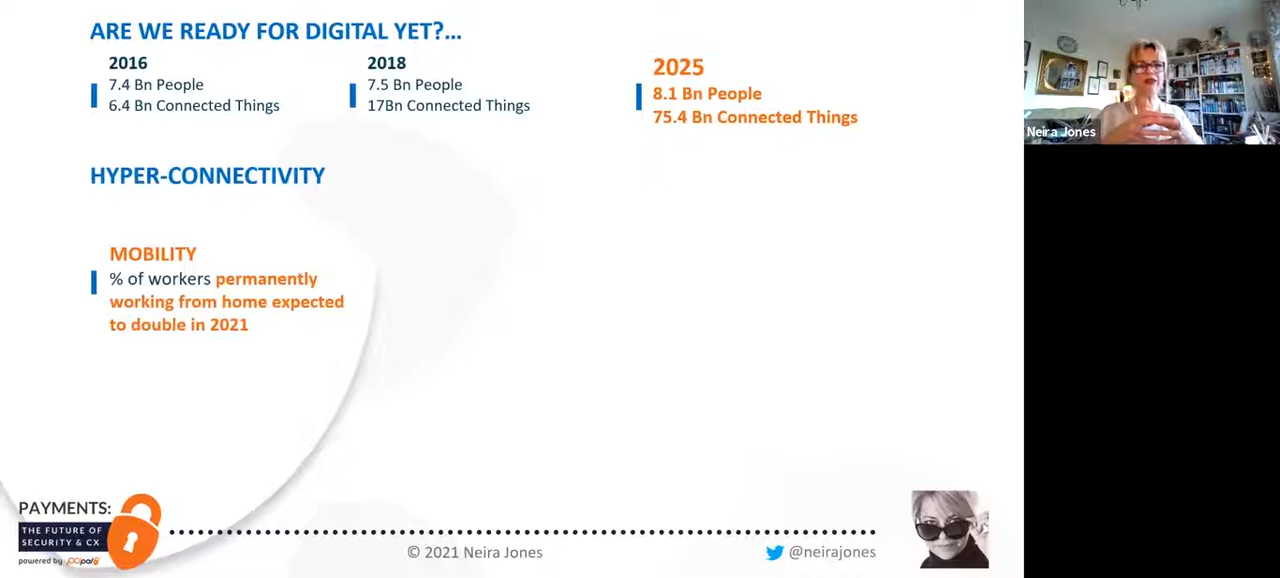 ARE WE READY FOR DIGITAL YET?...
2016
7.4 Bn People
6.4 Bn Connected Things
2018
7.5 Bn People
17Bn Connected Things
2025
8.1 Bn People
75.4 Bn Connected Things
Neira Jones
HYPER-CONNECTIVITY
MOBILITY
% of workers permanently
working from home expected
to double in 2021
PAYMENTS:
THE FUTURE OF
SECURITY & CX
powered by
© 2021 Neira Jones
@neirajones